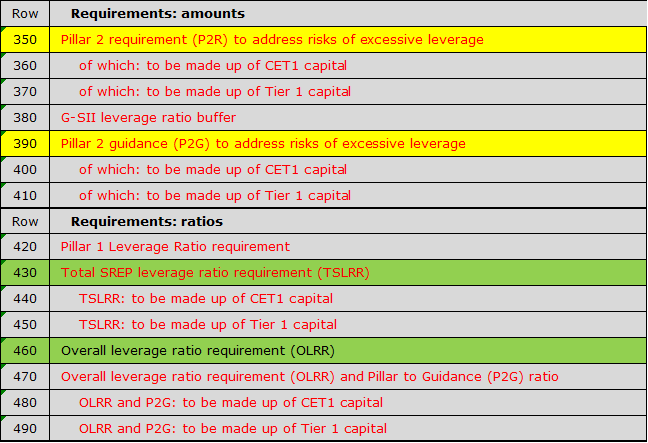 Row Requirements: amounts
350 Pillar 2 requirement (P2R) to address risks of excessive leverage
360 of which: to be made up of CET1 capital
370 of which: to be made up of Tier 1 capital
380 G-SII leverage ratio buffer
390 Pillar 2 guidance (P2G) to address risks of excessive leverage
400 of which: to be made up of CET1 capital
410 of which: to be made up of Tier 1 capital
Row Requirements: ratios
420 Pillar 1 Leverage Ratio requirement
430 Total SREP leverage ratio requirement (TSLRR)
440 TSLRR: to be made up of CET1 capital
450 TSLRR: to be made up of Tier 1 capital
460 Overall leverage ratio requirement (OLRR)
470 Overall leverage ratio requirement (OLRR) and Pillar to Guidance (P2G) ratio
480 OLRR and P2G: to be made up of CET1 capital
490 OLRR and P2G: to be made up of Tier 1 capital